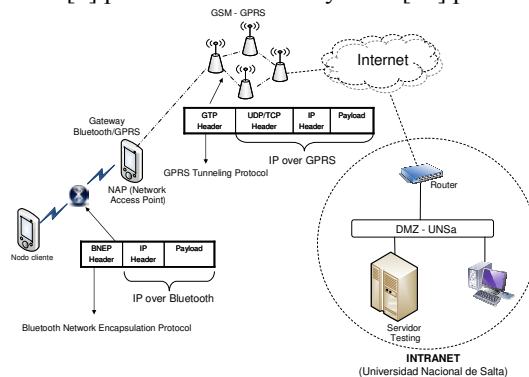 GSM - GPRS
Internet
Gateway
Bluetooth/GPRS
GTP Header
UDP/TCP Header
IP Header
Payload
IP over GPRS
NAP (Network
Access Point)
GPRS Tunneling Protocol
Router
Nodo cliente
BNEP Header
IP Header
Payload
IP over Bluetooth
DMZ - UNSa
Bluetooth Network Encapsulation Protocol
Servidor
Testing
INTRANET
(Universidad Nacional de Salta)